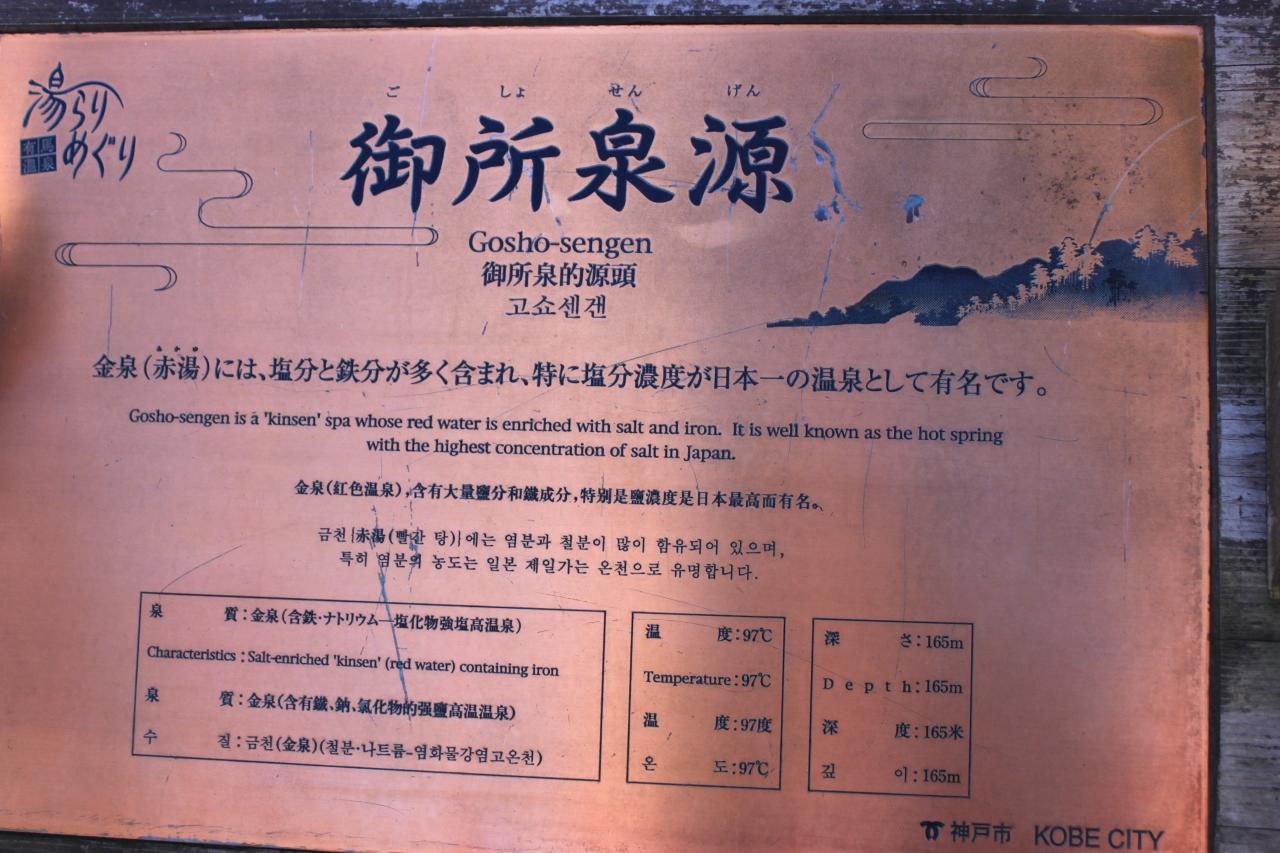 湯らり
めぐり
有馬
温泉
ご しょ せん げん
御所泉源
Gosho-sengen
御所泉的源頭
고쇼센갠
金泉(赤湯)には、塩分と鉄分が多く含まれ、特に塩分濃度が日本一の温泉として有名です。
Gosho-sengen is a 'kinsen' spa whose red water is enriched with salt and iron. It is well known as the hot spring
with the highest concentration of salt in Japan.
金泉(紅色温泉),含有大量鹽分和鐵成分,特別是鹽濃度是日本最高而有名。
금천{赤湯(빨간 탕)}에는 염분과 철분이 많이 함유되어 있으며,
특히 염분의 농도는 일본 제일가는 온천으로 유명합니다.
泉 質:金泉(含鉄・ナトリウム—塩化物強塩高温泉)
Characteristics : Salt-enriched 'kinsen' (red water) containing iron
泉 質:金泉(含有鐵、鈉、氯化物的强鹽高温温泉)
수 질:금천(金泉)(철분·나트륨-염화물강염고온천)
温 度:97℃
Temperature:97℃
温 度:97度
온 도:97℃
深 さ:165m
Depth:165m
深 度:165米
깊 이:165m
神戸市 KOBE CITY